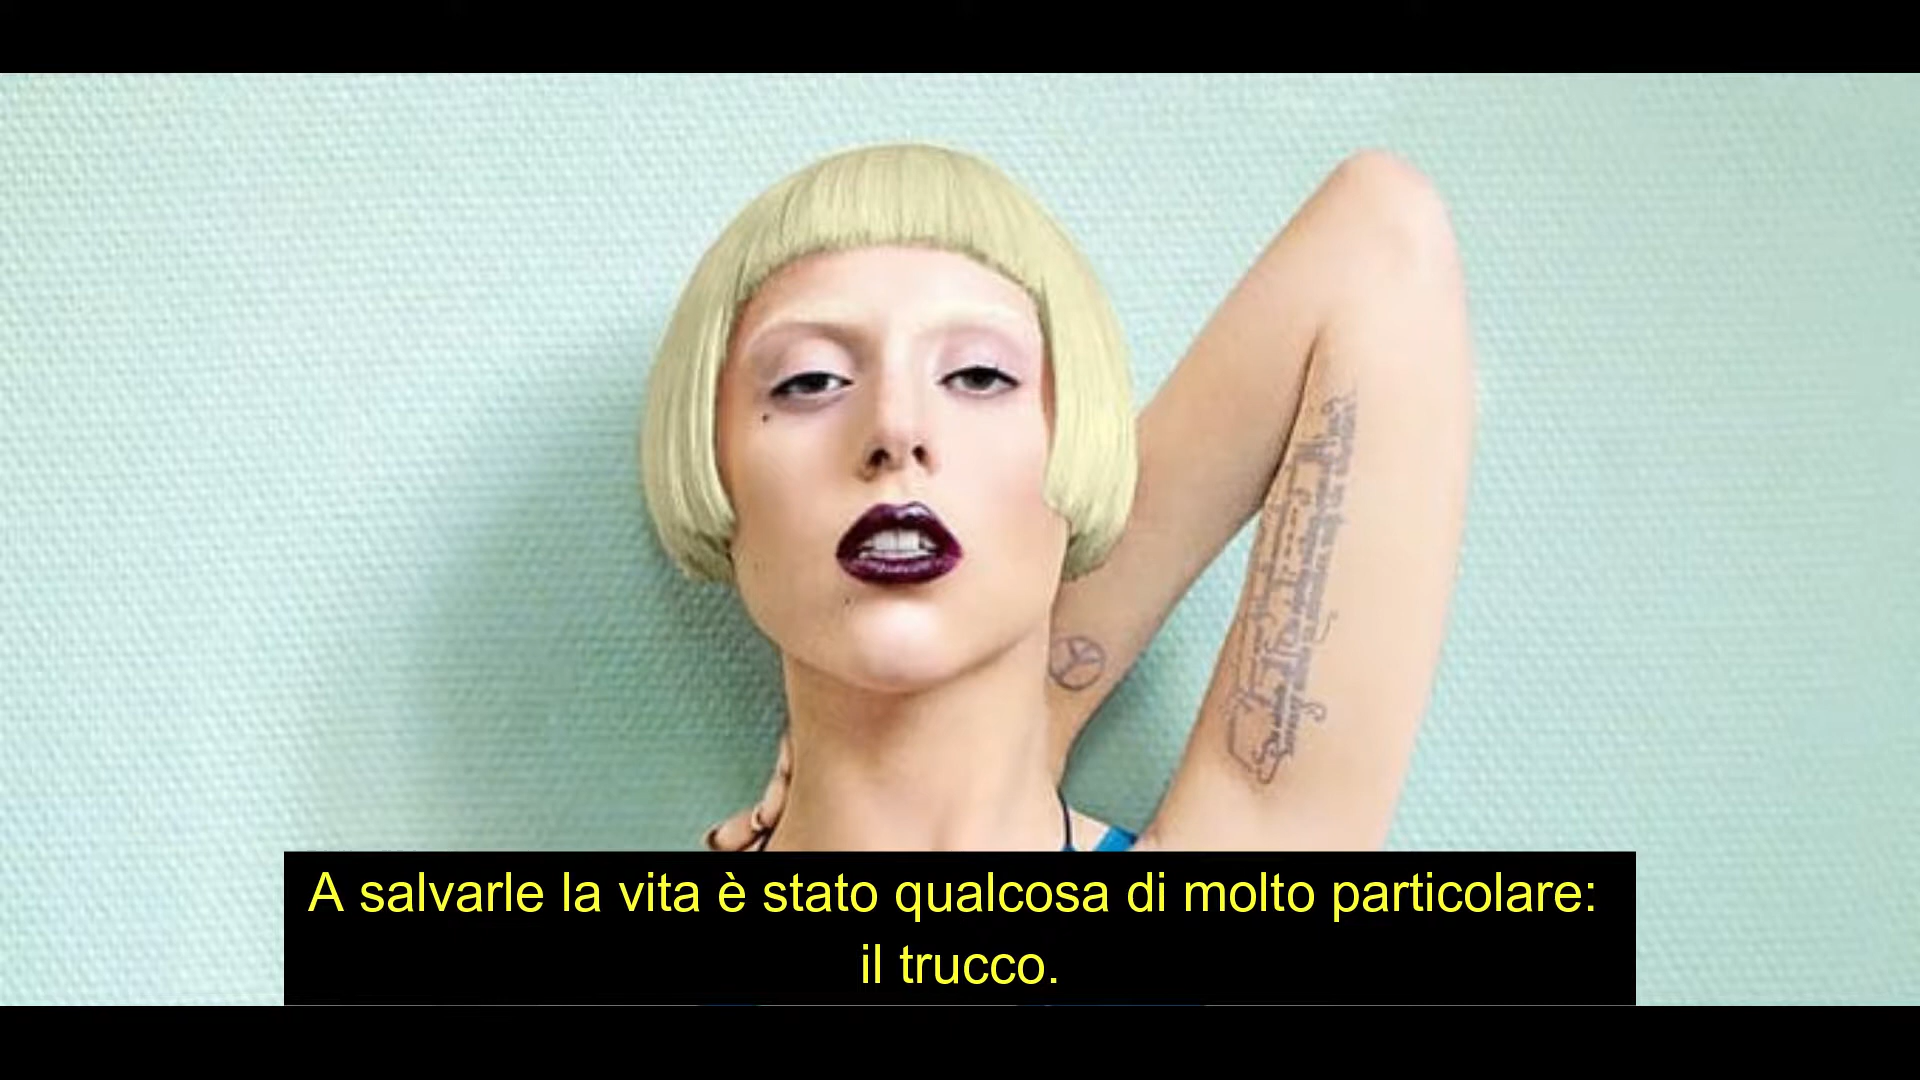 A salvarle la vita è stato qualcosa di molto particolare:
il trucco.